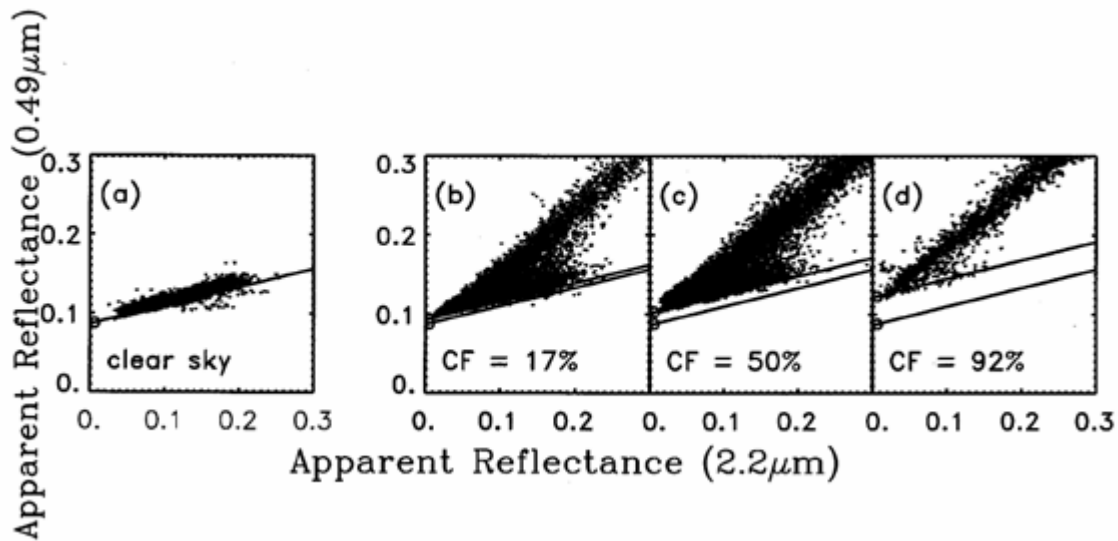 Apparent Reflectance (0.49μm)
0.3
0.2
0.1
0.
(a)
clear sky
0. 0.1 0.2 0.3
0.3
0.2
0.1
0.
(b)
CF = 17%
0. 0.1 0.2
(c)
CF = 50%
0. 0.1 0.2
(d)
CF = 92%
0. 0.1 0.2 0.3
Apparent Reflectance (2.2μm)